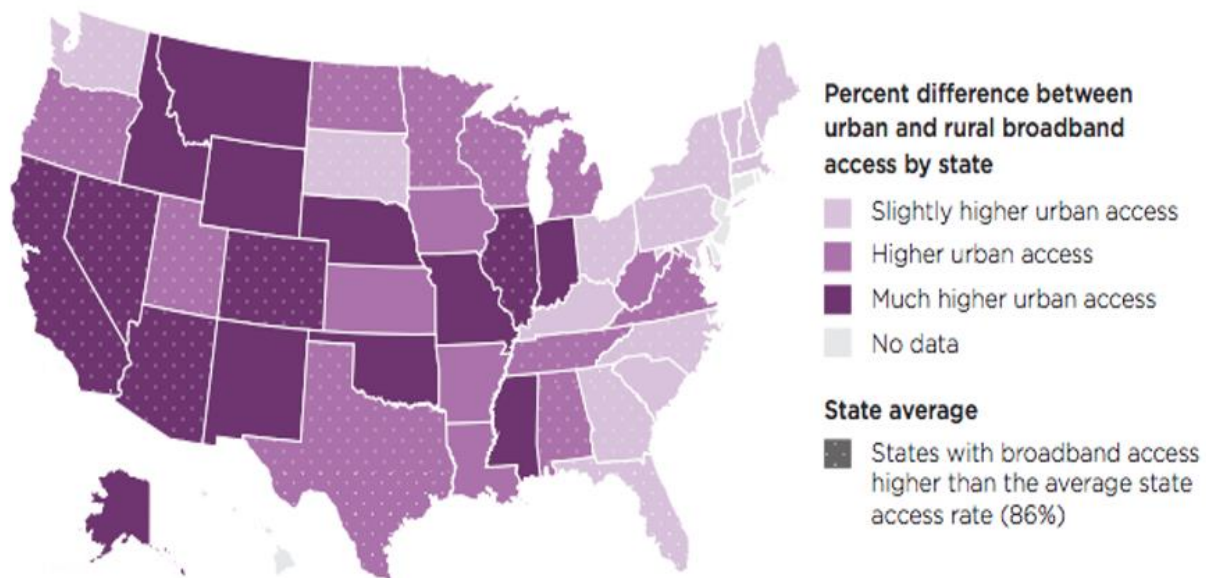 Percent difference between
urban and rural broadband
access by state
Slightly higher urban access
Higher urban access
Much higher urban access
No data
State average
States with broadband access
higher than the average state
access rate (86%)